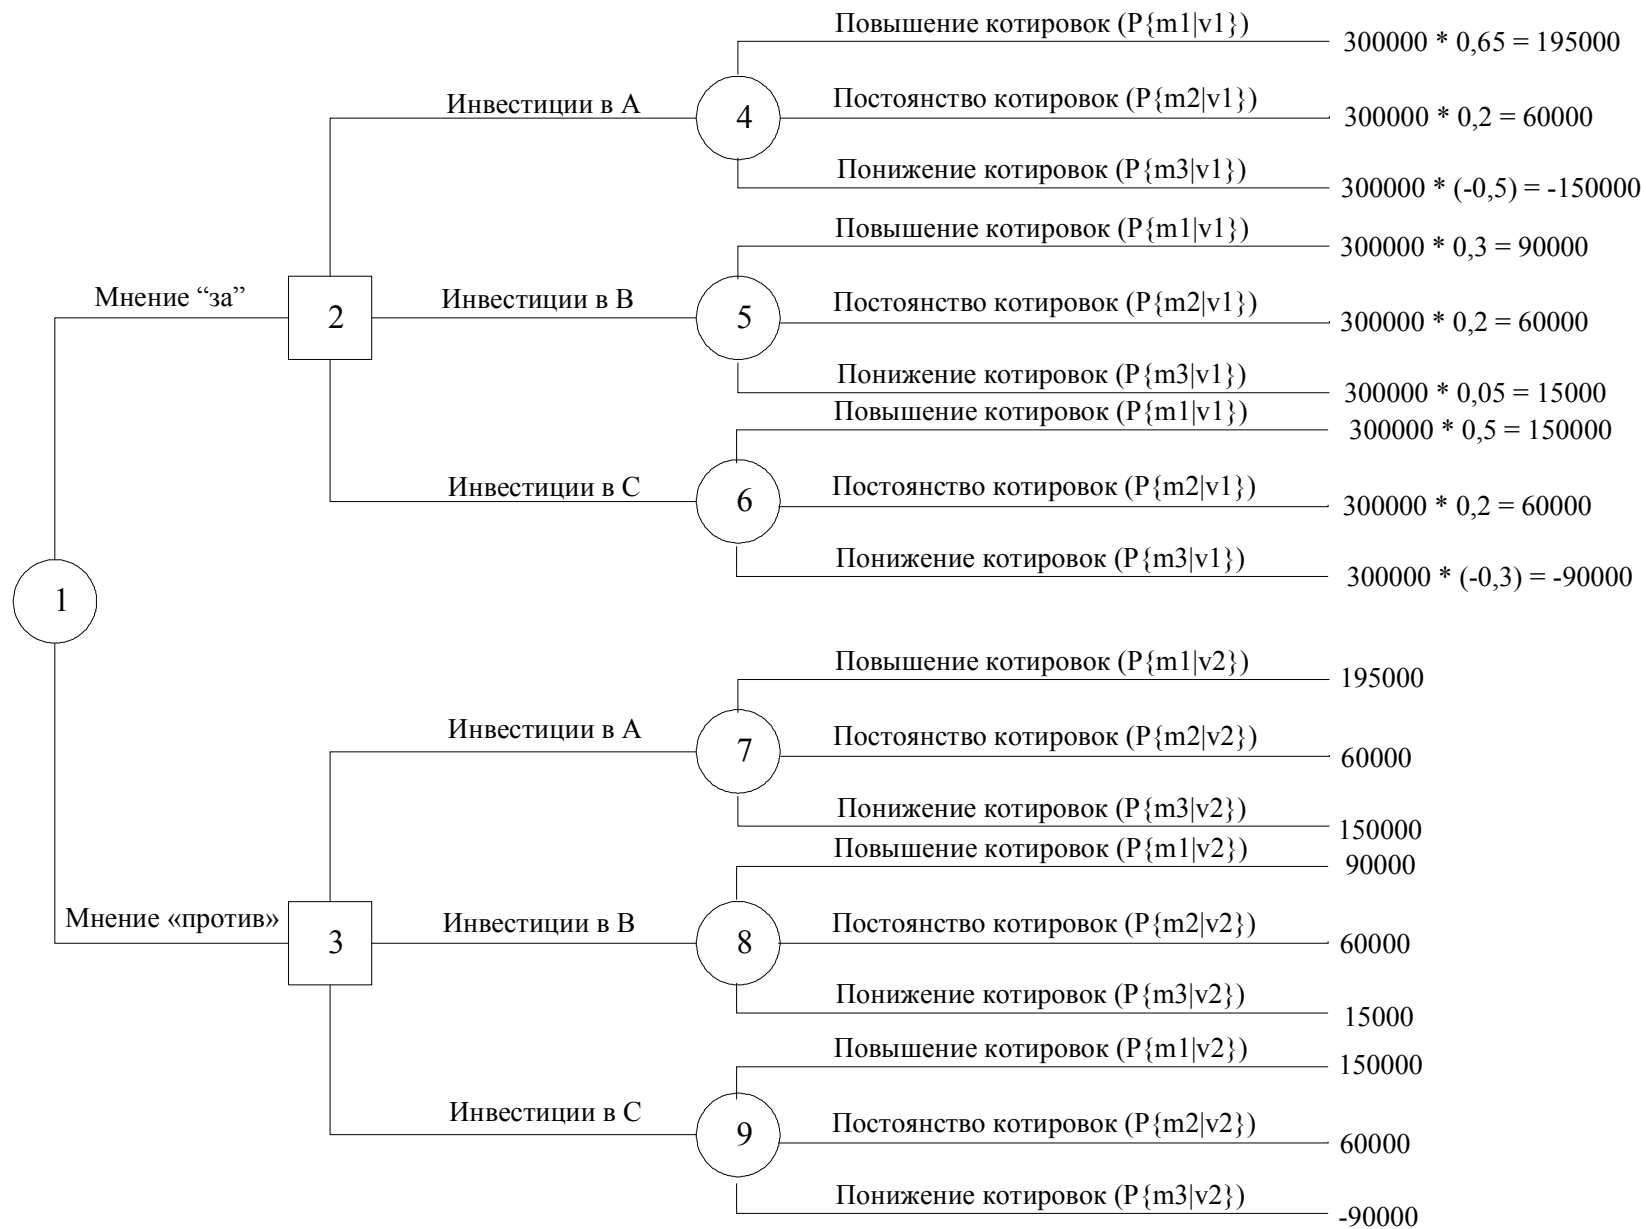 Повышение котировок (P{m1|v1})
300000 * 0,65 = 195000
Инвестиции в А
4
Постоянство котировок (P{m2|v1})
300000 * 0,2 = 60000
Понижение котировок (P{m3|v1})
300000 * (-0,5) = -150000
Повышение котировок (P{m1|v1})
300000 * 0,3 = 90000
Мнение “за”
2
Инвестиции в В
5
Постоянство котировок (P{m2|v1})
300000 * 0,2 = 60000
Понижение котировок (P{m3|v1})
300000 * 0,05 = 15000
Повышение котировок (P{m1|v1})
300000 * 0,5 = 150000
Инвестиции в С
6
Постоянство котировок (P{m2|v1})
300000 * 0,2 = 60000
Понижение котировок (P{m3|v1})
300000 * (-0,3) = -90000
1
Повышение котировок (P{m1|v2})
195000
Инвестиции в А
7
Постоянство котировок (P{m2|v2})
60000
Понижение котировок (P{m3|v2})
150000
Повышение котировок (P{m1|v2})
90000
Мнение «против»
3
Инвестиции в В
8
Постоянство котировок (P{m2|v2})
60000
Понижение котировок (P{m3|v2})
15000
Повышение котировок (P{m1|v2})
150000
Инвестиции в С
9
Постоянство котировок (P{m2|v2})
60000
Понижение котировок (P{m3|v2})
-90000